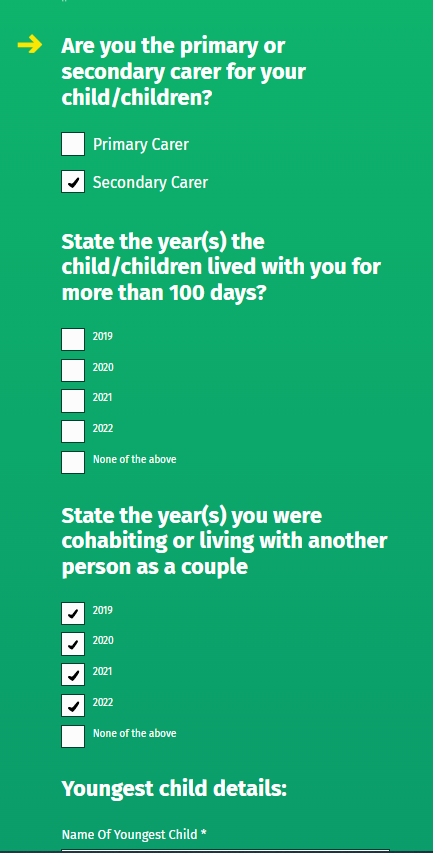 Are you the primary or
secondary carer for your
child/children?
Primary Carer
Secondary Carer
State the year(s) the
child/children lived with you for
more than 100 days?
2019
2020
2021
2022
None of the above
State the year(s) you were
cohabiting or living with another
person as a couple
2019
2020
2021
2022
None of the above
Youngest child details:
Name Of Youngest Child *